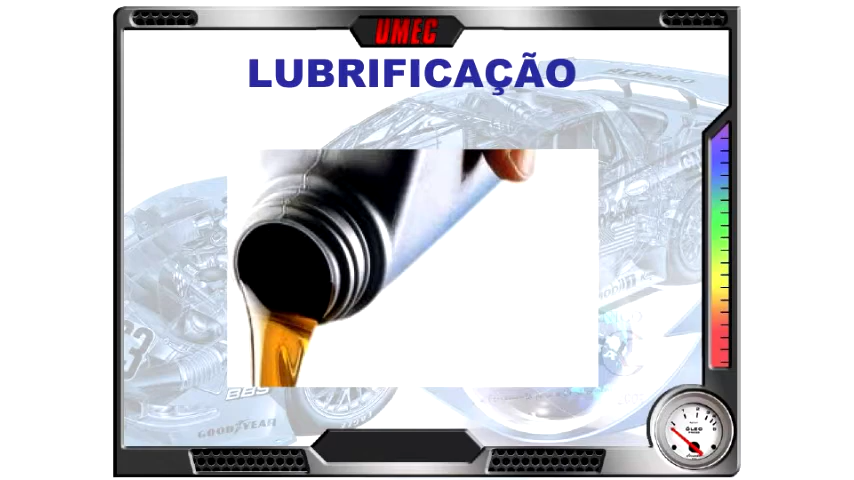 UMEC
LUBRIFICAÇÃO
BBS
GOODYEAR
ÓLEO